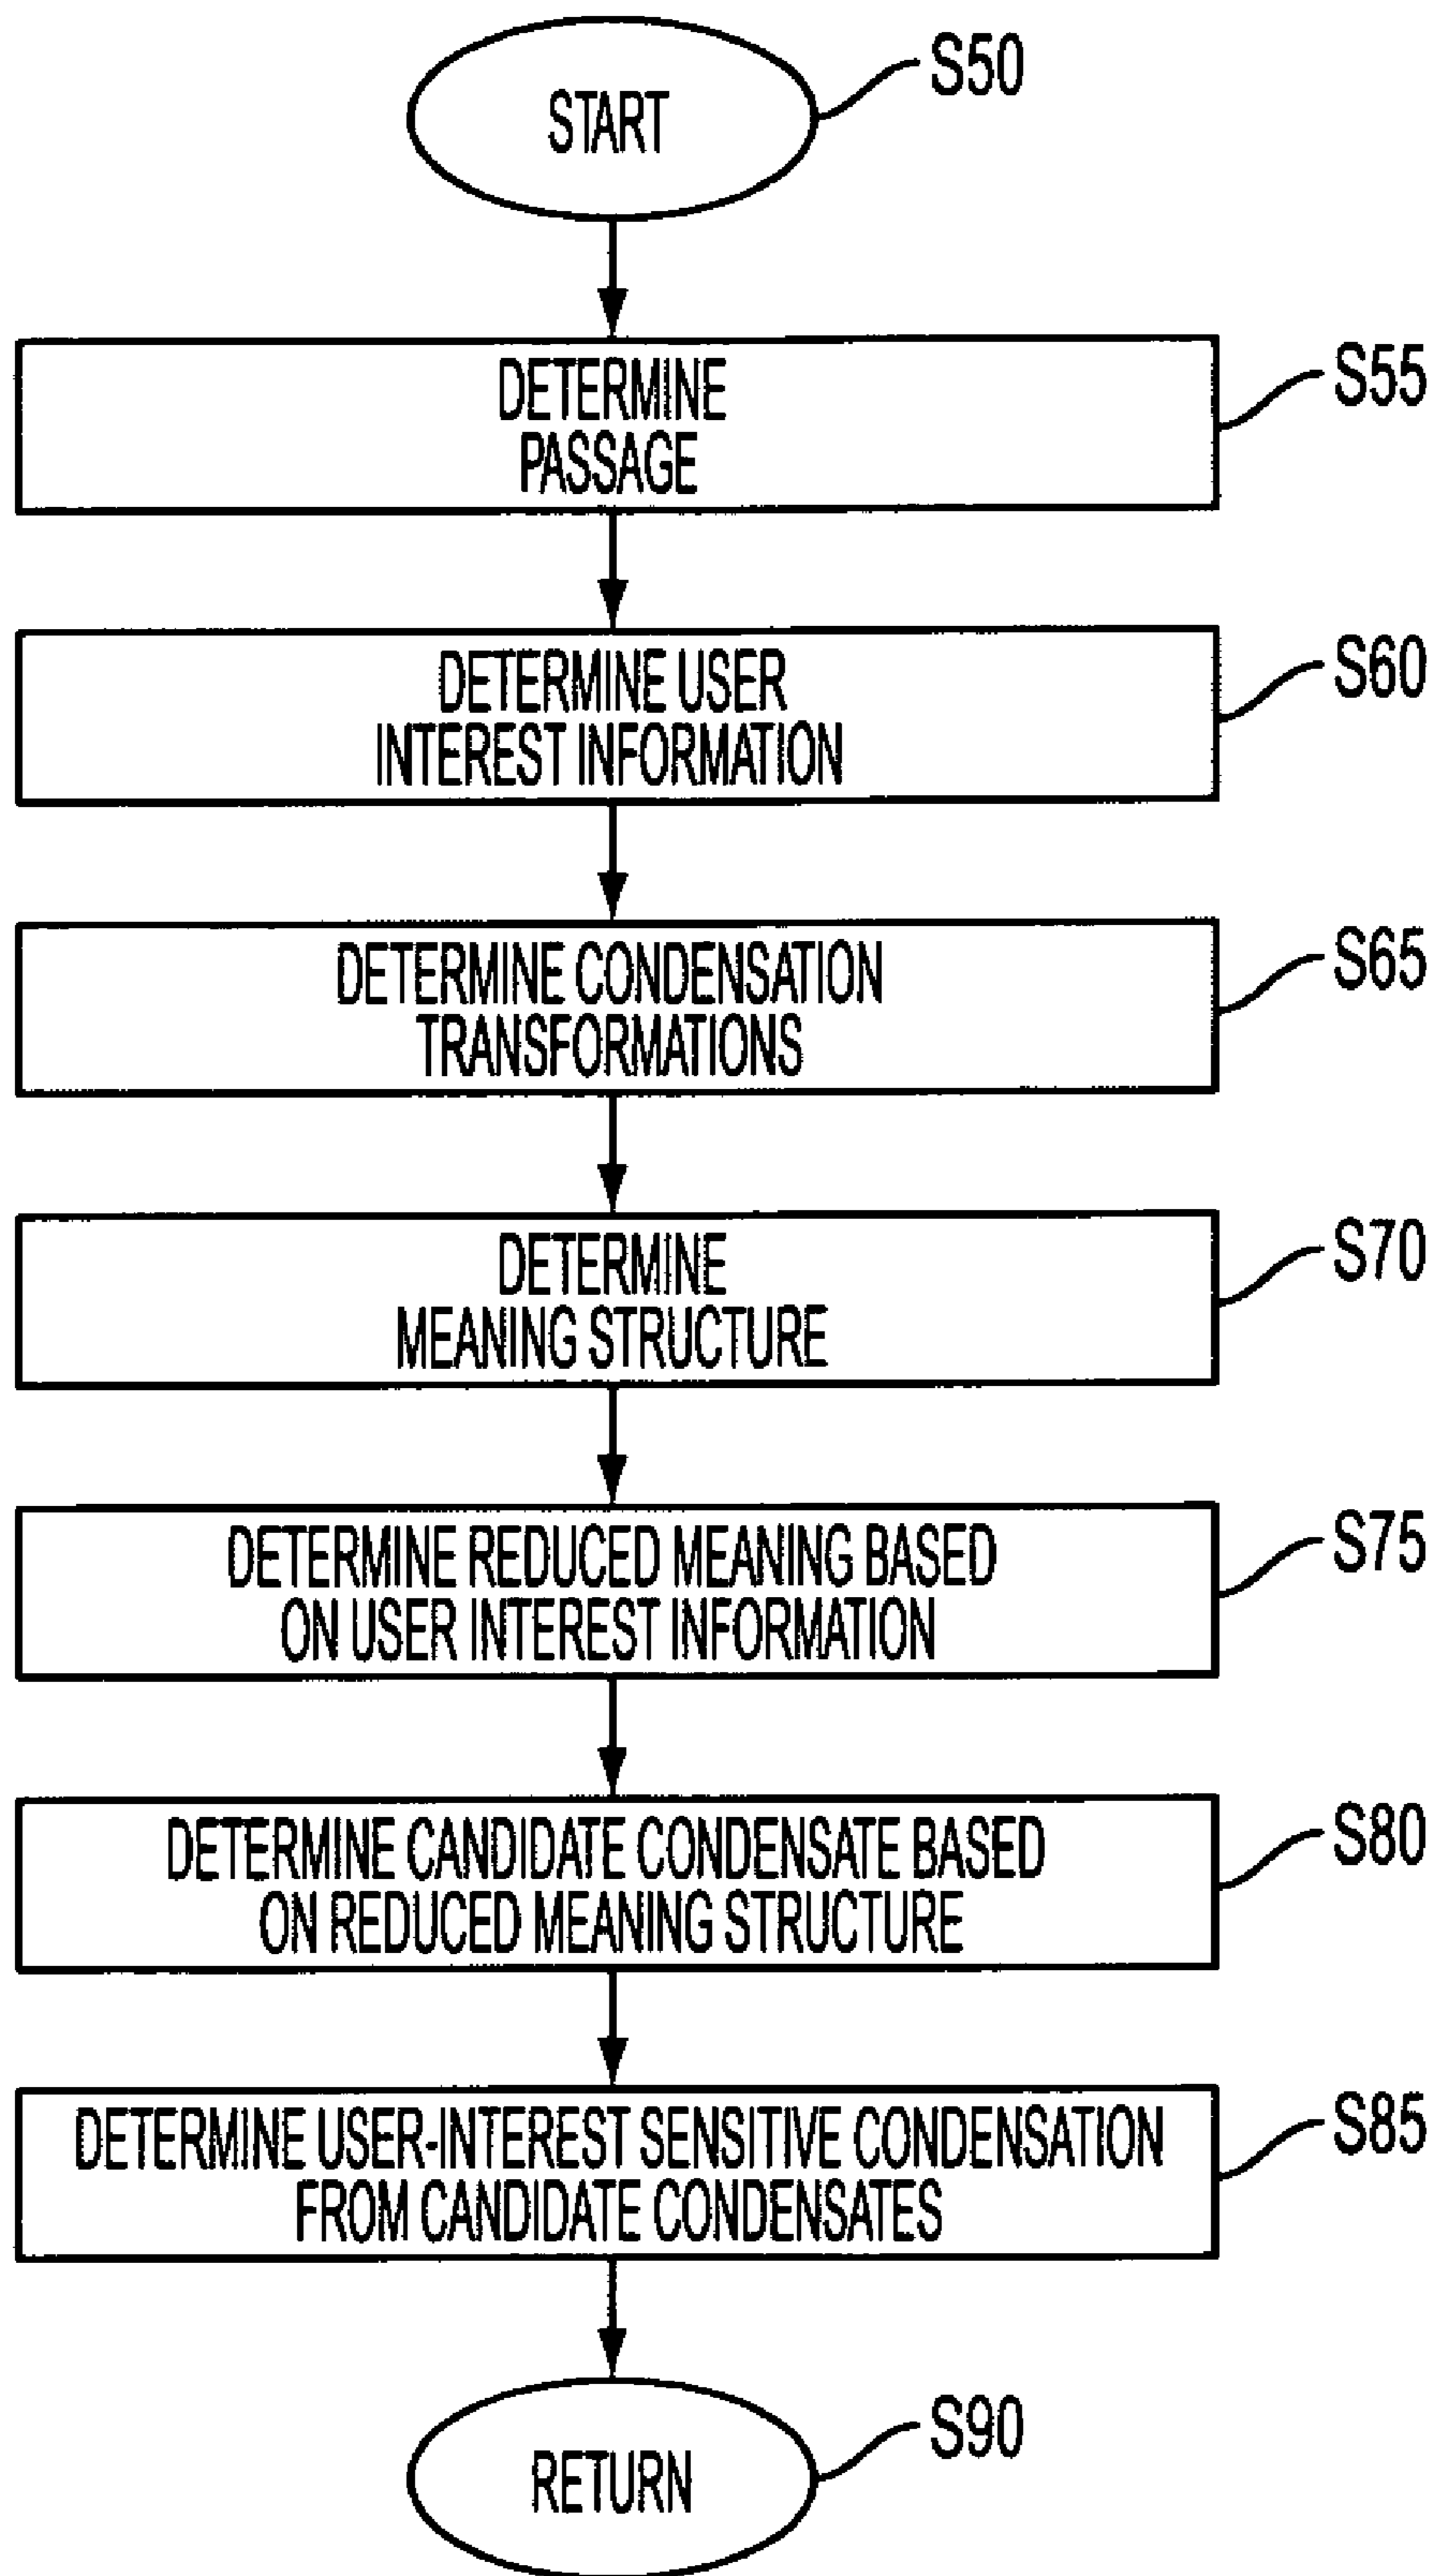 START
S50
DETERMINE
PASSAGE
S55
DETERMINE USER
INTEREST INFORMATION
S60
DETERMINE CONDENSATION
TRANSFORMATIONS
S65
DETERMINE
MEANING STRUCTURE
S70
DETERMINE REDUCED MEANING BASED
ON USER INTEREST INFORMATION
S75
DETERMINE CANDIDATE CONDENSATE BASED
ON REDUCED MEANING STRUCTURE
S80
DETERMINE USER-INTEREST SENSITIVE CONDENSATION
FROM CANDIDATE CONDENSATES
S85
RETURN
S90